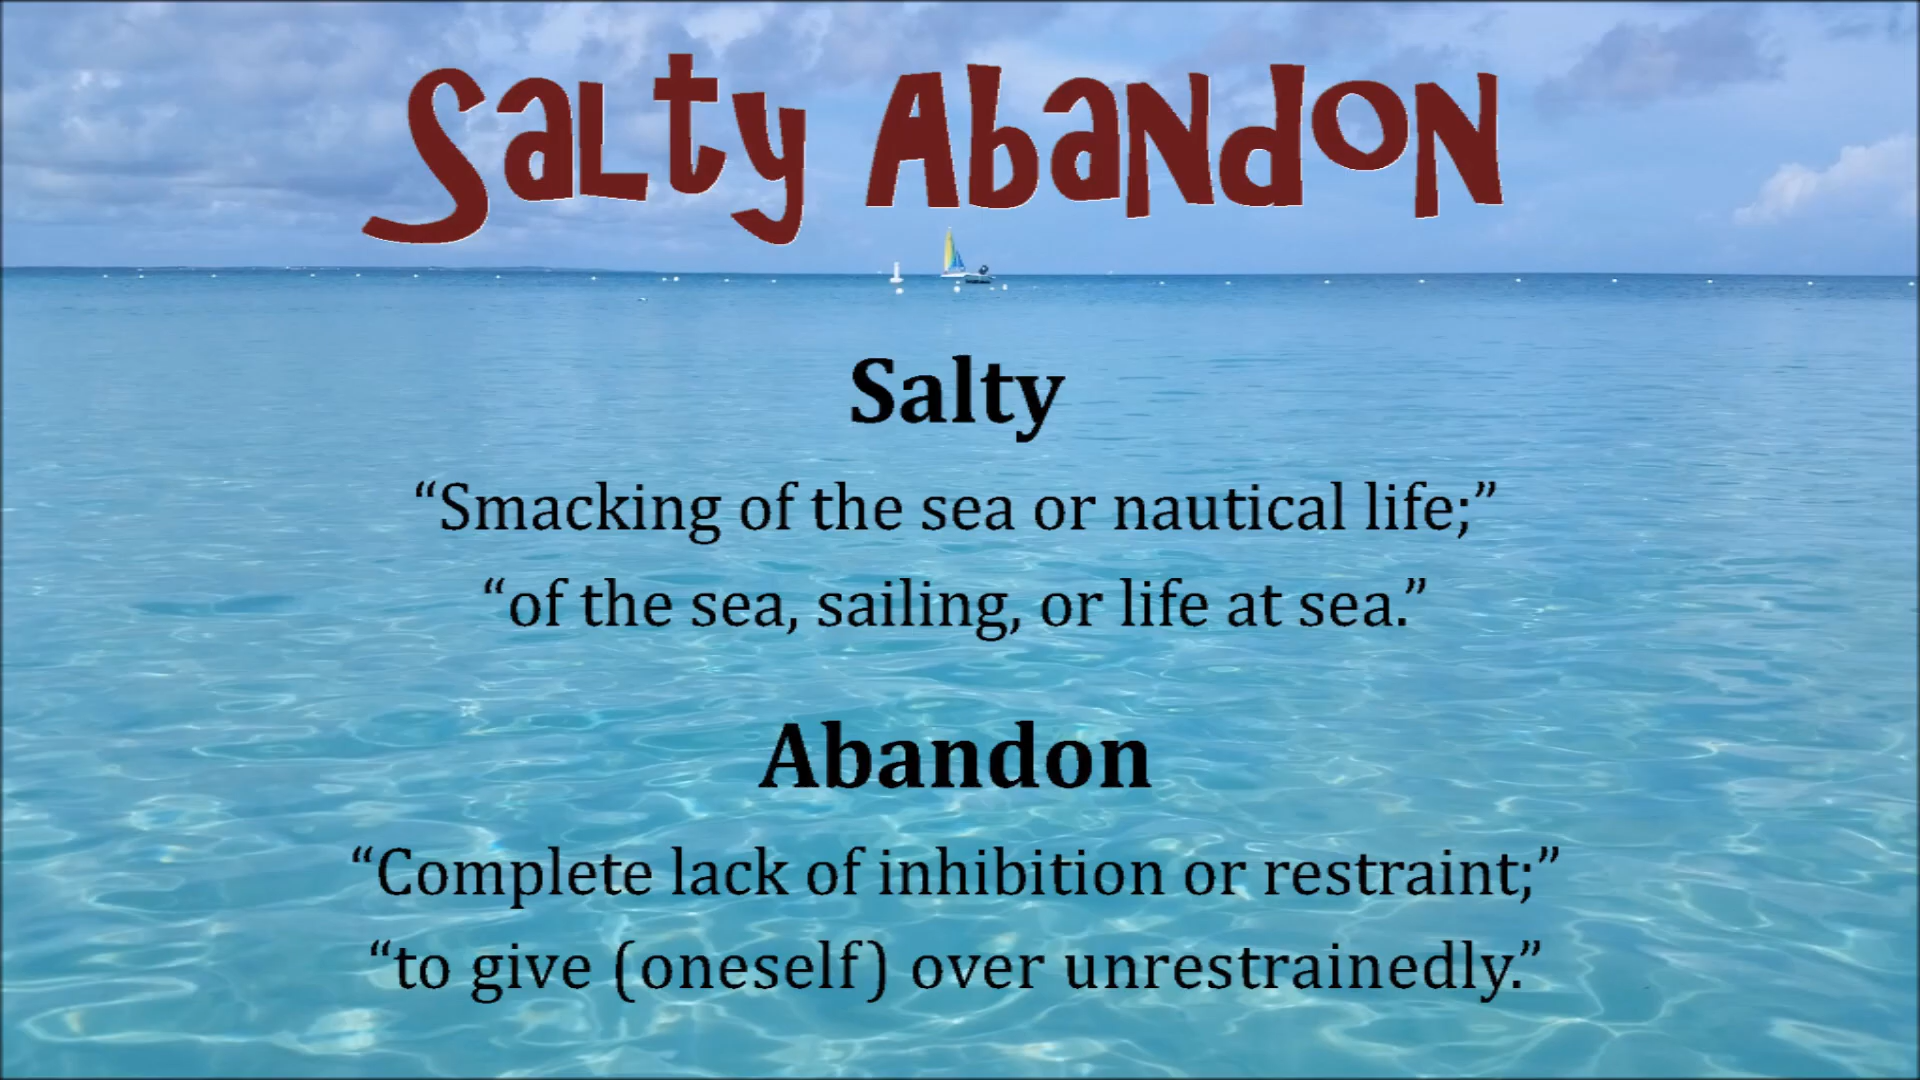 Salty Abandon
Salty
“Smacking of the sea or nautical life;”
“of the sea, sailing, or life at sea.”
Abandon
“Complete lack of inhibition or restraint;”
“to give (oneself) over unrestrainedly.”